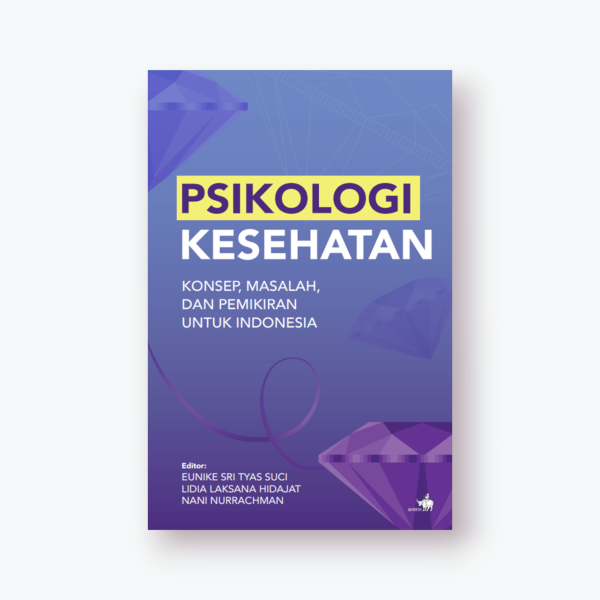 PSIKOLOGI
KESEHATAN
KONSEP, MASALAH,
DAN PEMIKIRAN
UNTUK INDONESIA
Editor:
EUNIKE SRI TYAS SUCI
LIDIA LAKSANA HIDAJAT
NANI NURRACHMAN